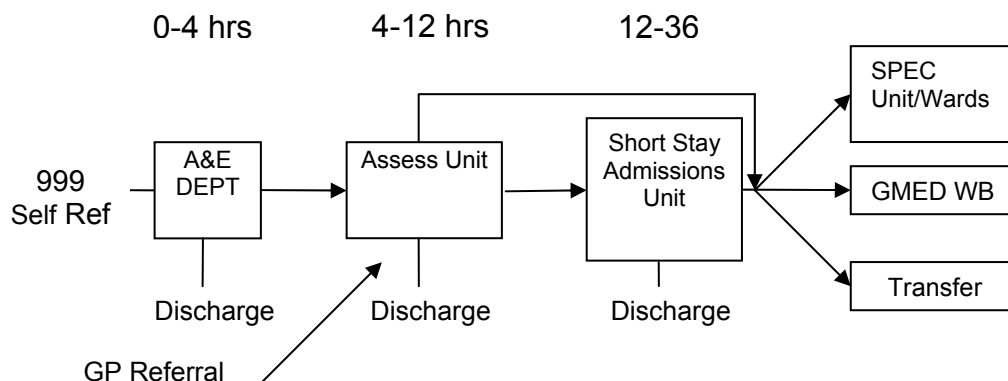 0-4 hrs
4-12 hrs
12-36
SPEC
Unit/Wards
A&E
DEPT
Assess Unit
Short Stay
Admissions
Unit
999
Self Ref
GMED WB
Transfer
Discharge
Discharge
Discharge
GP Referral